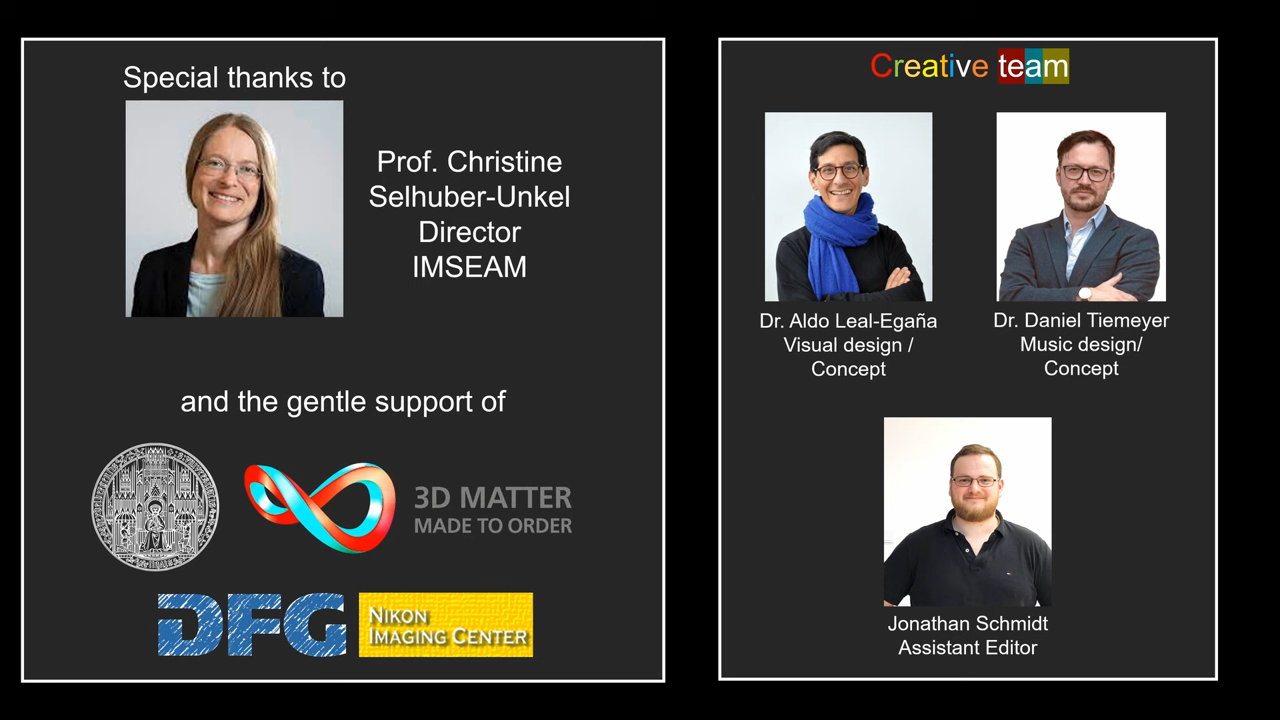 Special thanks to
Prof. Christine
Selhuber-Unkel
Director
IMSEAM
and the gentle support of
3D MATTER
MADE TO ORDER
DFG
NIKON
IMAGING CENTER
Creative team
Dr. Aldo Leal-Egaña
Visual design /
Concept
Dr. Daniel Tiemeyer
Music design/
Concept
Jonathan Schmidt
Assistant Editor